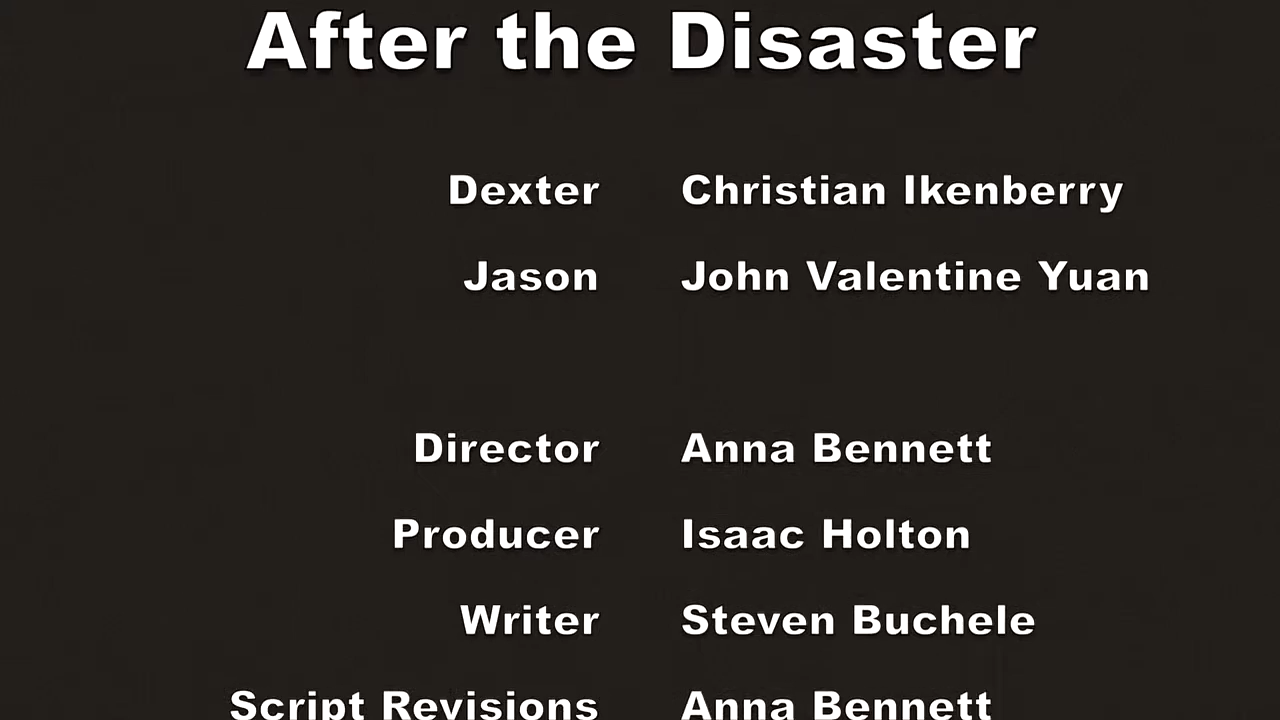 After the Disaster
Dexter Christian Ikenberry
Jason John Valentine Yuan
Director Anna Bennett
Producer Isaac Holton
Writer Steven Buchele
Script Revisions Anna Bennett